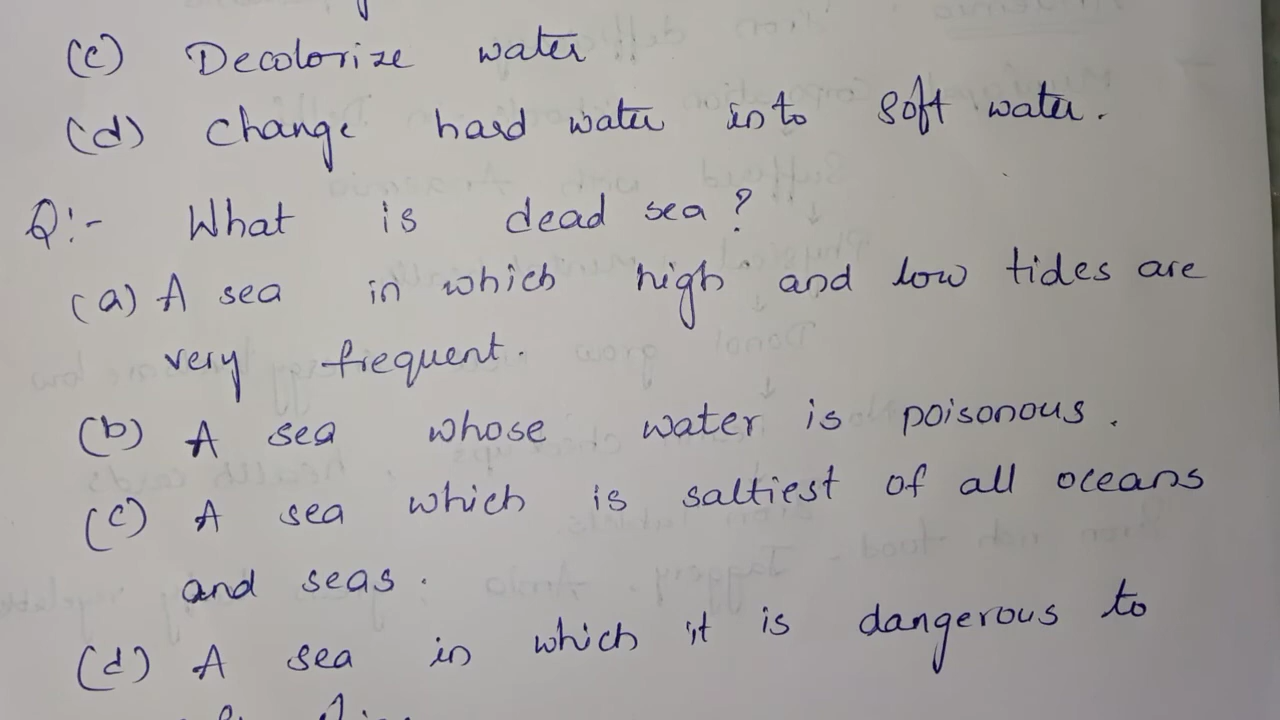 (c) Decolorize water
(d) change hard water into soft water.
Q:- What is dead sea?
(a) A sea in which high and low tides are
very frequent.
(b) A sea whose water is poisonous.
(c) A sea which is saltiest of all oceans
and seas.
(d) A sea in which it is dangerous to